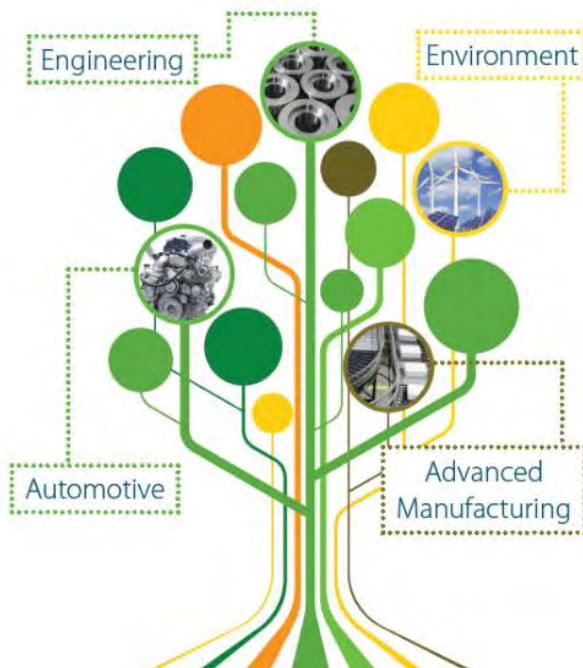 Engineering
Environment
Automotive
Advanced
Manufacturing